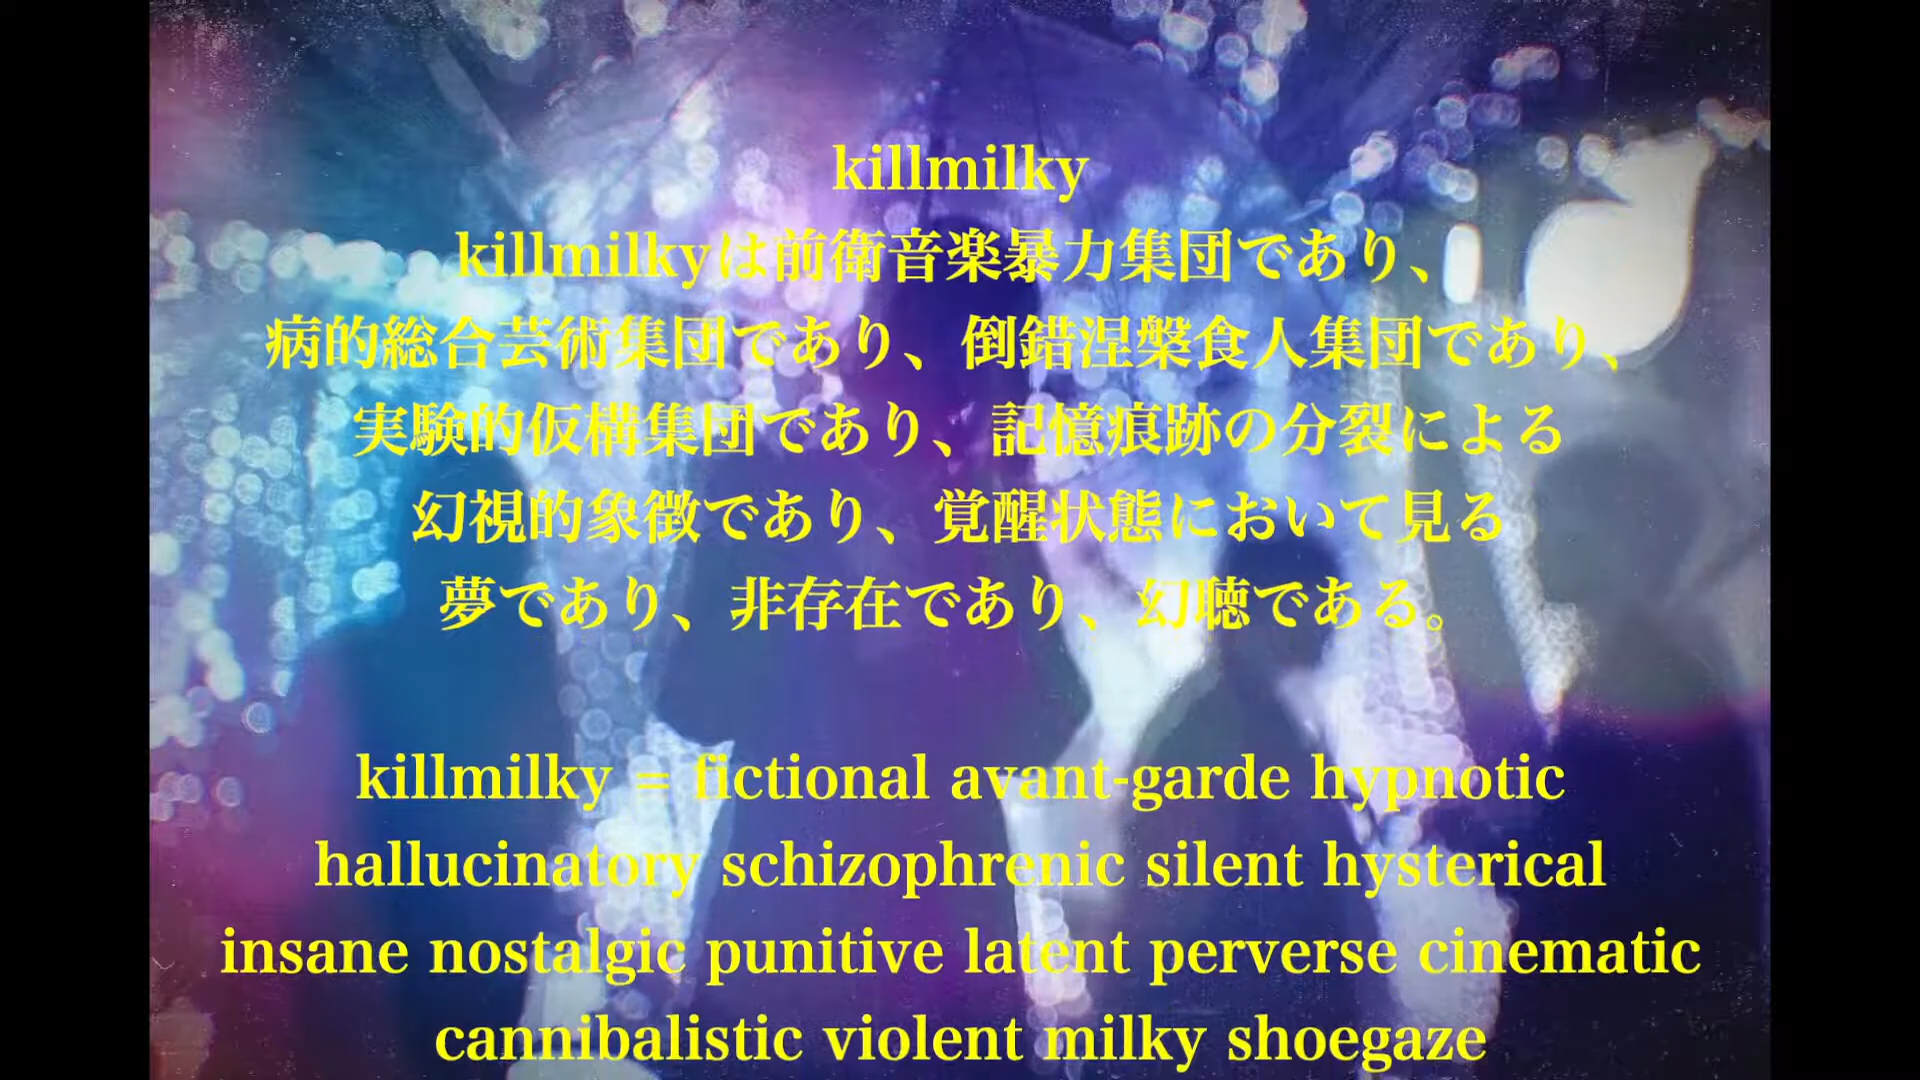 killmilky
killmilkyは前衛音楽暴力集団であり、
病的総合芸術集団であり、倒錯涅槃食人集団であり、
実験的仮構集団であり、記憶痕跡の分裂による
幻視的象徴であり、覚醒状態において見る
夢であり、非存在であり、幻聴である。
killmilky = fictional avant-garde hypnotic
hallucinatory schizophrenic silent hysterical
insane nostalgic punitive latent perverse cinematic
cannibalistic violent milky shoegaze